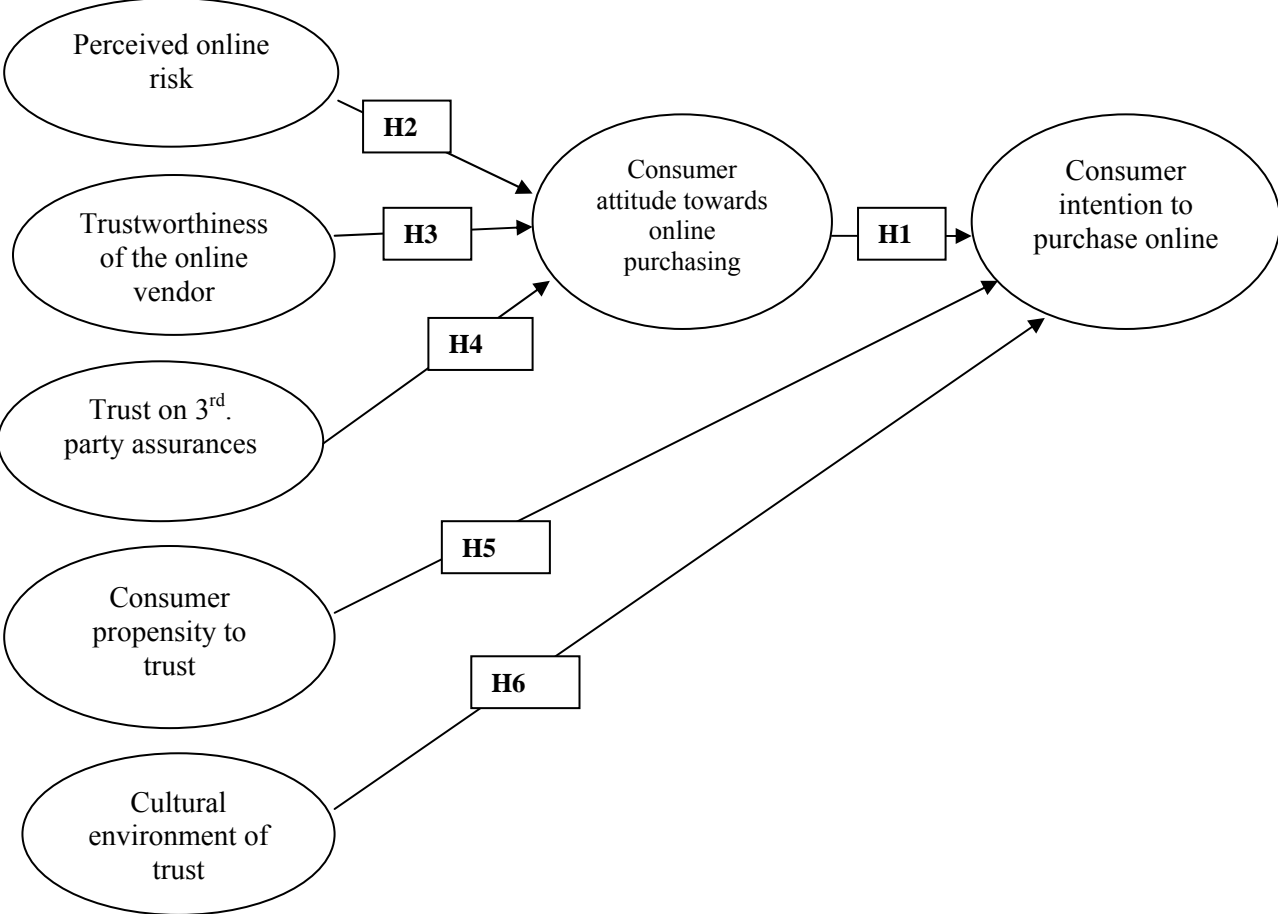 Perceived online
risk
H2
Trustworthiness
of the online
vendor
H3
Trust on 3rd.
party assurances
H4
Consumer
attitude towards
online
purchasing
H1
Consumer
intention to
purchase online
Consumer
propensity to
trust
H5
Cultural
environment of
trust
H6